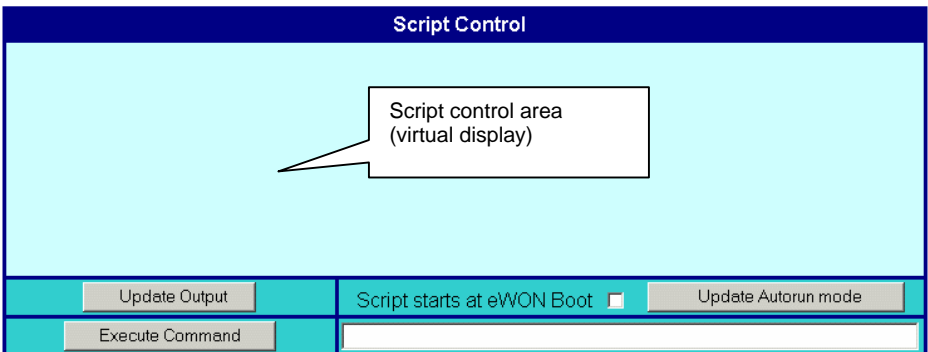 Script Control
Script control area
(virtual display)
Update Output
Script starts at eWON Boot
Update Autorun mode
Execute Command